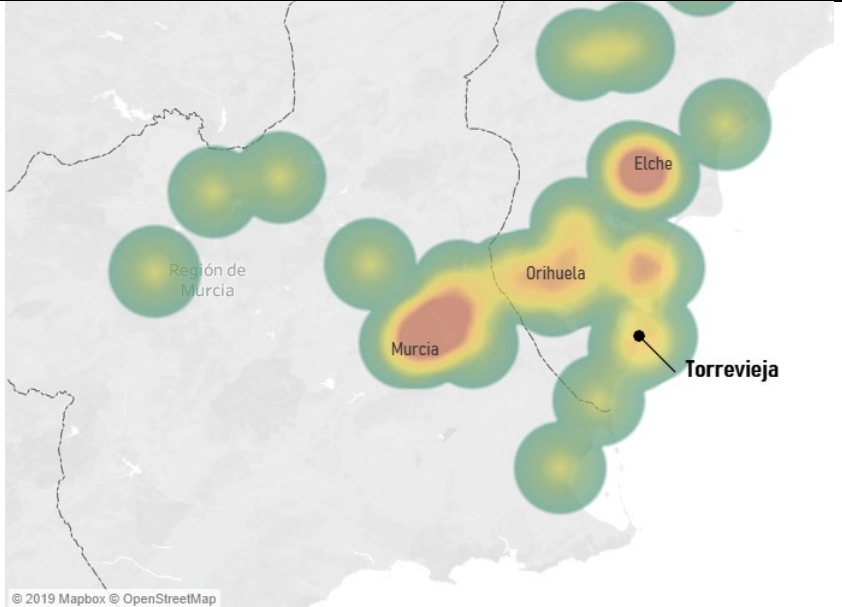 Elche
Región de
Murcia
Orihuela
Murcia
Torrevieja
© 2019 Mapbox © OpenStreetMap